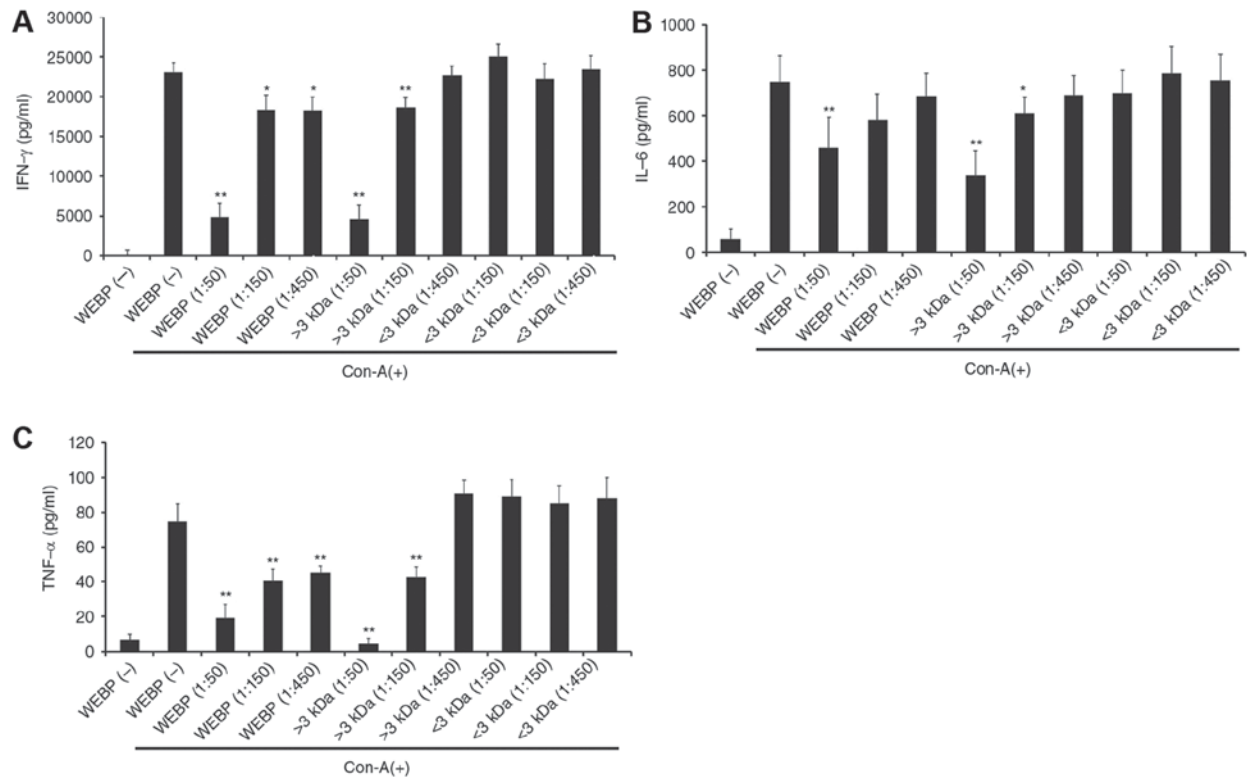 A
30000
25000
20000
15000
10000
5000
0
IFN–γ (pg/ml)
**
*
*
**
**
WEBP (–)
WEBP (–)
WEBP (1:50)
WEBP (1:150)
WEBP (1:450)
>3 kDa (1:50)
>3 kDa (1:150)
<3 kDa (1:450)
<3 kDa (1:150)
<3 kDa (1:150)
<3 kDa (1:450)
Con-A(+)
B
1000
800
600
400
200
0
IL–6 (pg/ml)
**
**
*
WEBP (–)
WEBP (–)
WEBP (1:50)
WEBP (1:150)
WEBP (1:450)
>3 kDa (1:50)
>3 kDa (1:150)
>3 kDa (1:450)
<3 kDa (1:50)
<3 kDa (1:150)
<3 kDa (1:450)
Con-A(+)
C
120
100
80
60
40
20
0
TNF–α (pg/ml)
**
**
**
**
**
WEBP (–)
WEBP (–)
WEBP (1:50)
WEBP (1:150)
WEBP (1:450)
>3 kDa (1:50)
>3 kDa (1:150)
>3 kDa (1:450)
<3 kDa (1:50)
<3 kDa (1:150)
<3 kDa (1:450)
Con-A(+)